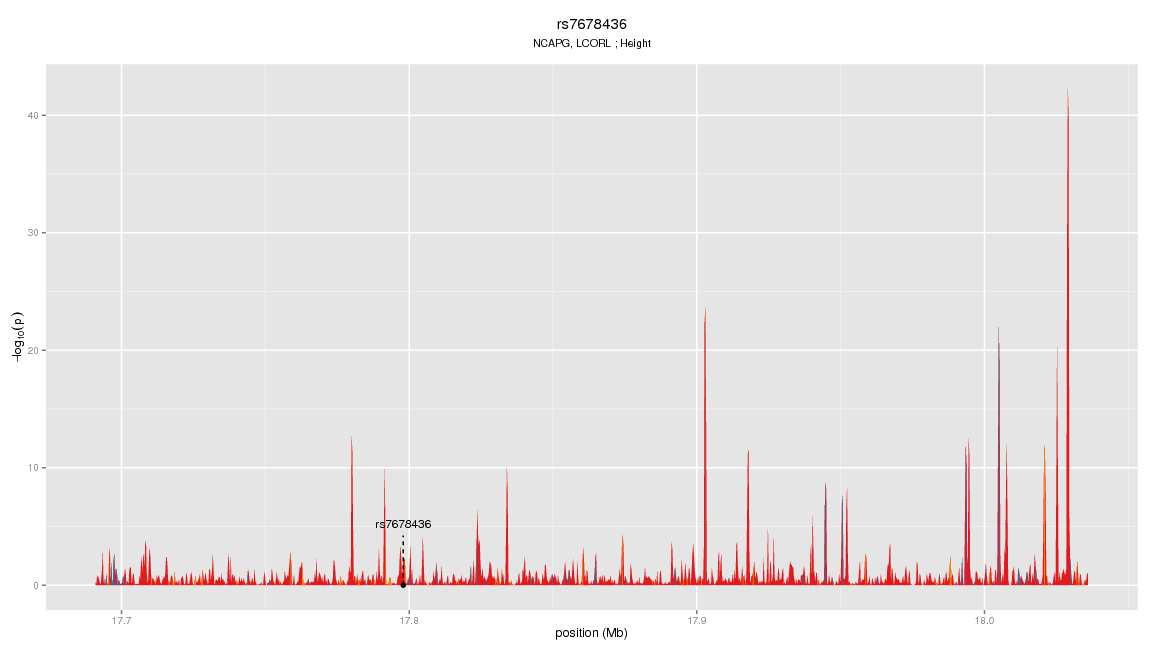 rs7678436
NCAPG, LCORL ; Height
40
30
20
10
0
−log10(p)
rs7678436
17.7
17.8
17.9
18.0
position (Mb)